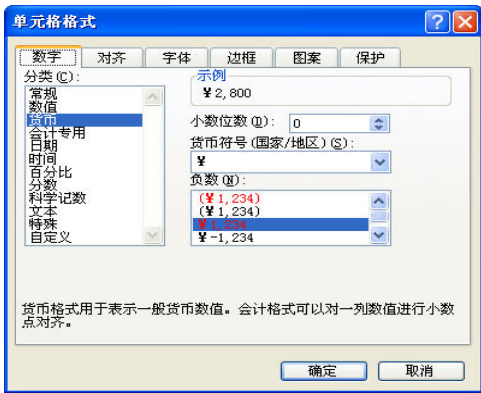 单元格格式
数字 对齐 字体 边框 图案 保护
分类(C):
常规
数值
货币
会计专用
日期
时间
百分比
分数
科学记数
文本
特殊
自定义
示例
¥2,800
小数位数(D): 0
货币符号(国家/地区)(S):
¥
负数(N):
(¥1,234)
(¥1,234)
¥1,234
¥-1,234
货币格式用于表示一般货币数值。会计格式可以对一列数值进行小数
点对齐。
确定 取消